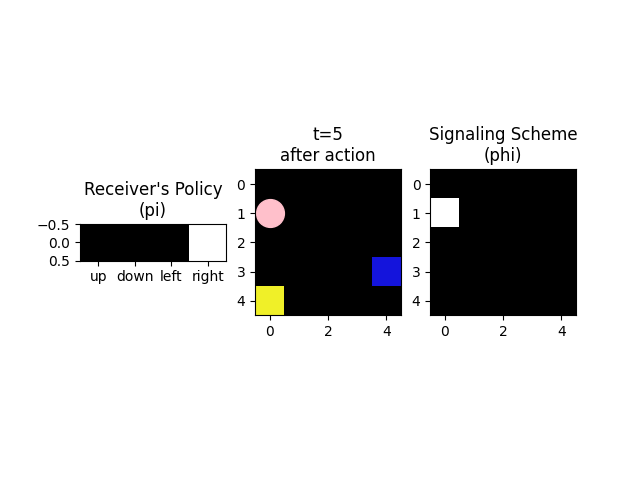 Receiver's Policy
(pi)
−0.5
0.0
0.5
up down left right
t=5
after action
0
1
2
3
4
0 2 4
Signaling Scheme
(phi)
0
1
2
3
4
0 2 4